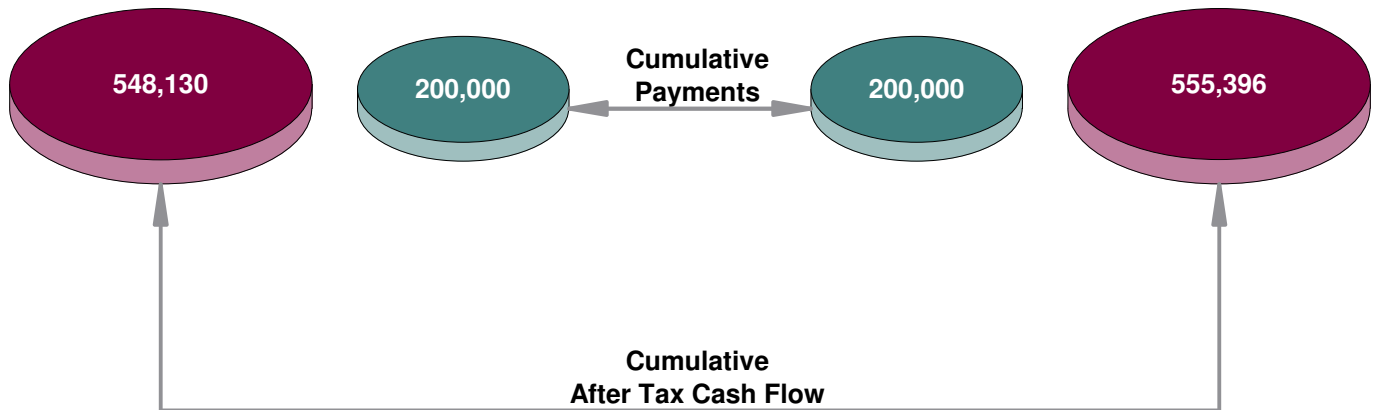 548,130
200,000
Cumulative
Payments
200,000
555,396
Cumulative
After Tax Cash Flow